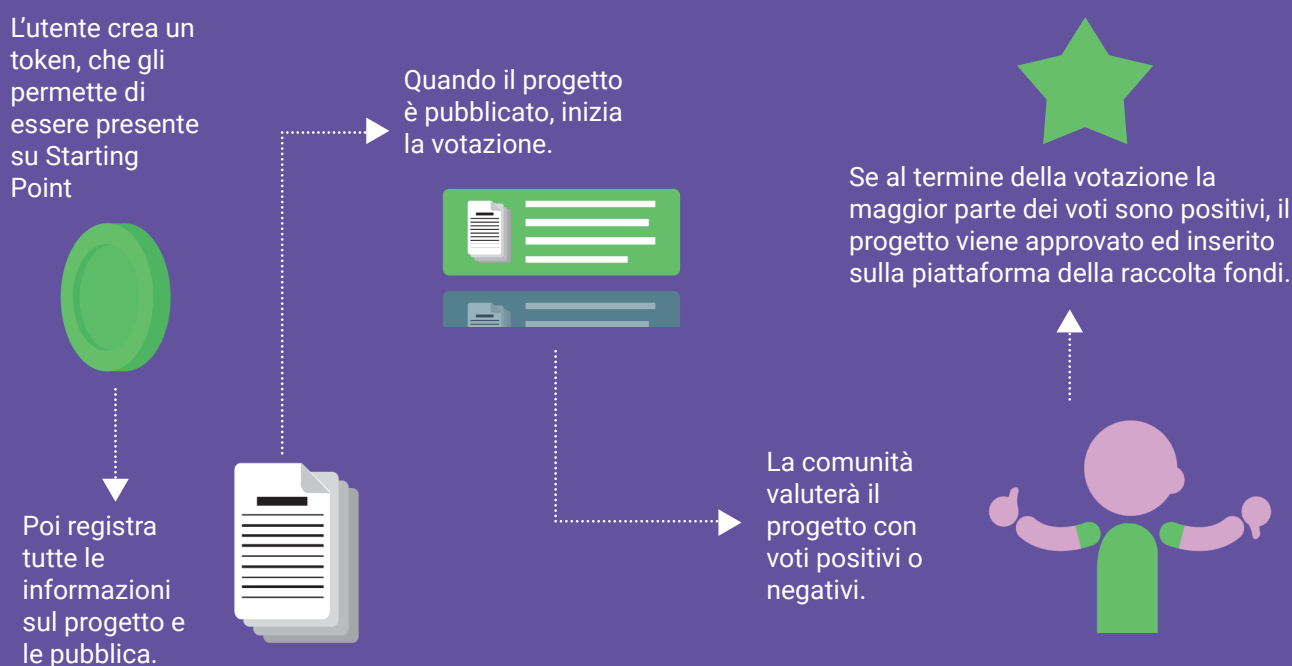 L'utente crea un
token, che gli
permette di
essere presente
su Starting
Point
Poi registra
tutte le
informazioni
sul progetto e
le pubblica.
Quando il progetto
è pubblicato, inizia
la votazione.
La comunità
valuterà il
progetto con
voti positivi o
negativi.
Se al termine della votazione la
maggior parte dei voti sono positivi, il
progetto viene approvato ed inserito
sulla piattaforma della raccolta fondi.